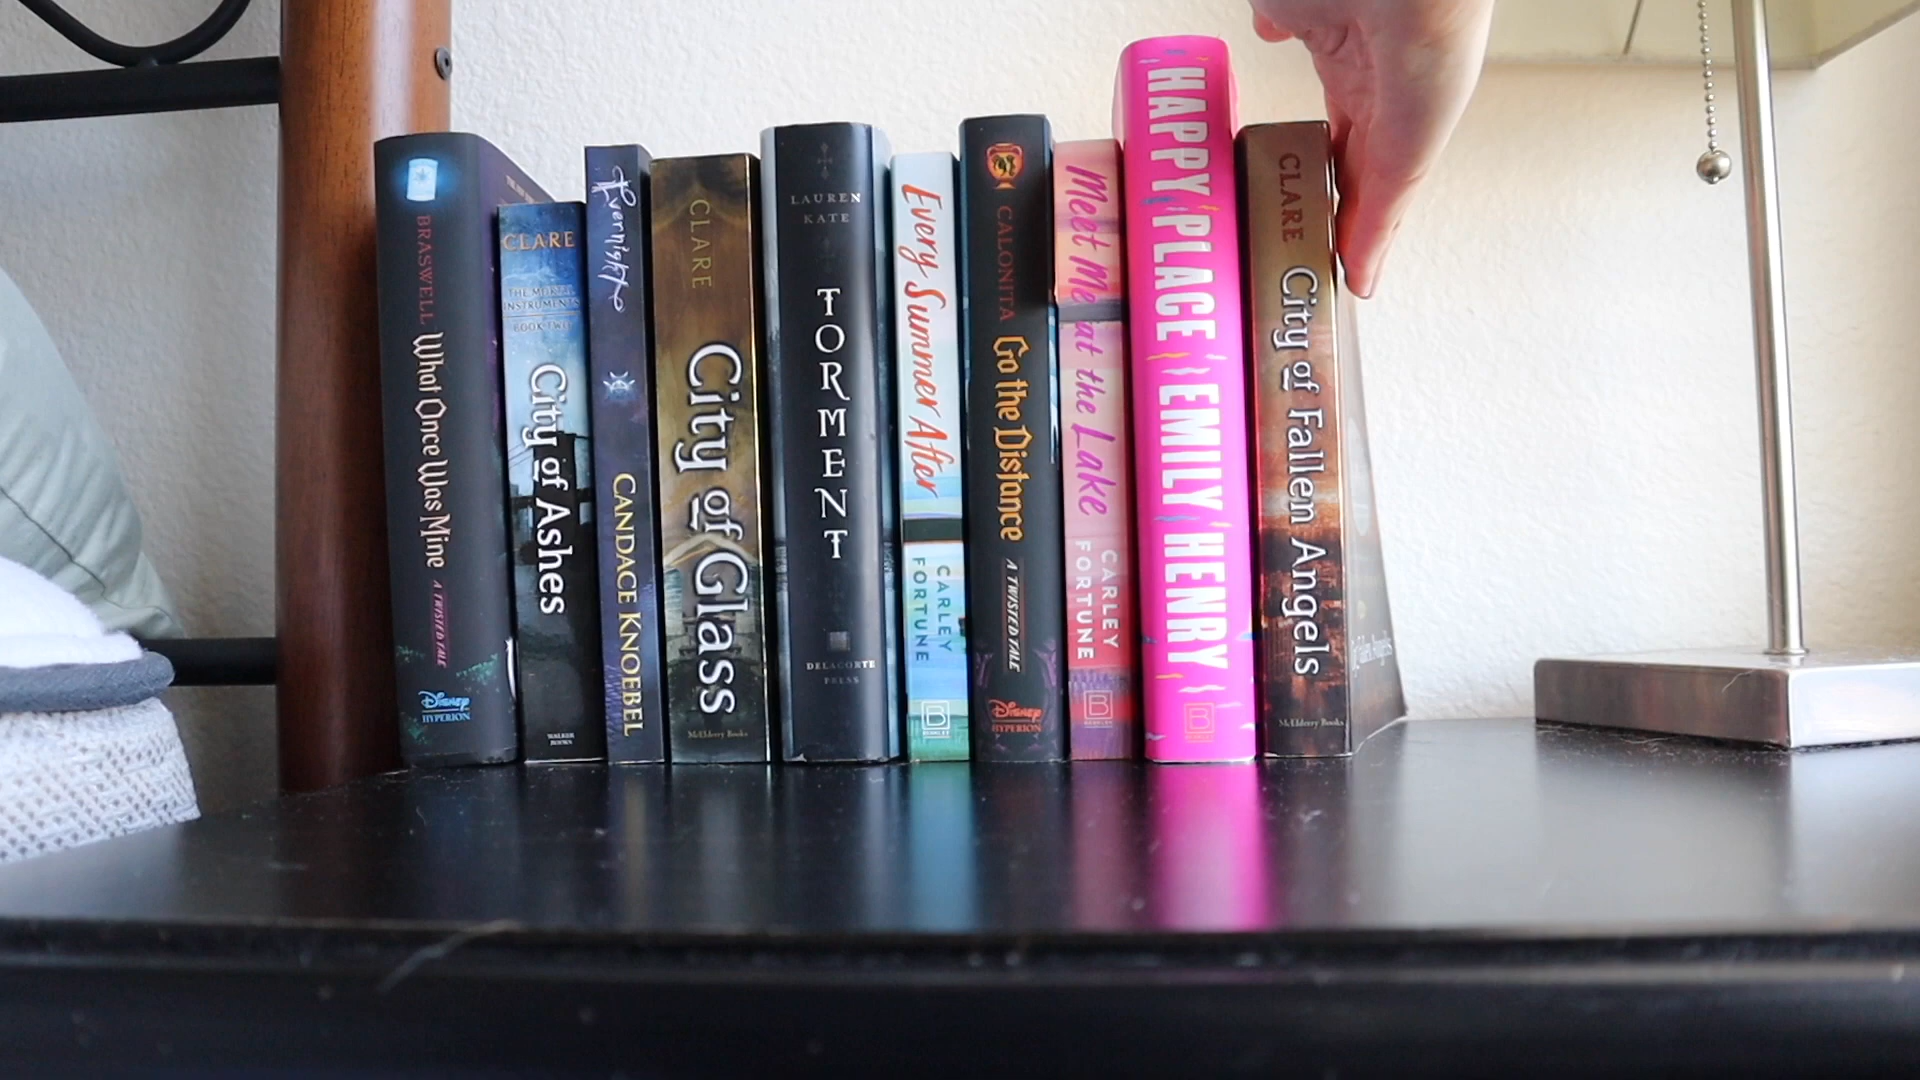 BRASWELL What Once Was Mine A TWISTED TALE
DISNEY
HYPERION
CLARE
THE MORTAL
INSTRUMENTS
BOOK TWO
City of Ashes
WALKER
BOOKS
Evernight
CANDACE KNOEBEL
CLARE City of Glass
McElderry Books
LAUREN
KATE
TORMENT
DELACORTE
PRESS
Every Summer After
CARLEY
FORTUNE
B
BERKLEY
CALONITA Go the Distance A TWISTED TALE
DISNEY
HYPERION
Meet Me at the Lake
CARLEY
FORTUNE
B
BERKLEY
HAPPY PLACE EMILY HENRY
B
BERKLEY
CLARE City of Fallen Angels
McElderry Books